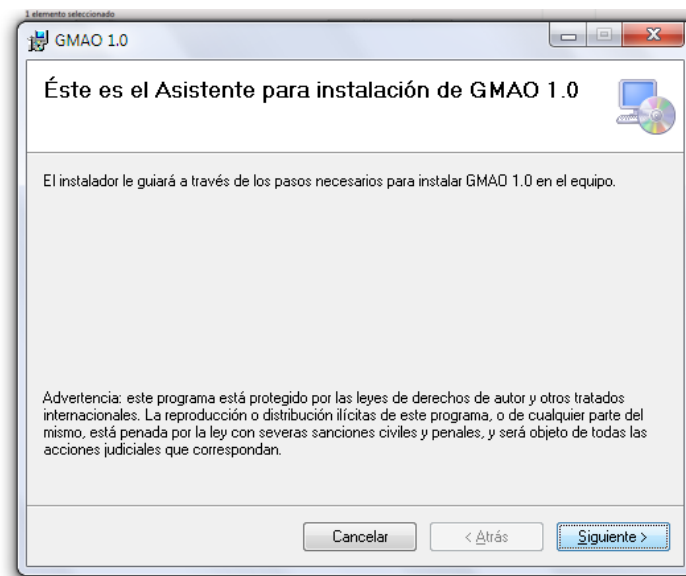 1 elemento seleccionado
GMAO 1.0
Éste es el Asistente para instalación de GMAO 1.0
El instalador le guiará a través de los pasos necesarios para instalar GMAO 1.0 en el equipo.
Advertencia: este programa está protegido por las leyes de derechos de autor y otros tratados
internacionales. La reproducción o distribución ilícitas de este programa, o de cualquier parte del
mismo, está penada por la ley con severas sanciones civiles y penales, y será objeto de todas las
acciones judiciales que correspondan.
Cancelar < Atrás Siguiente >